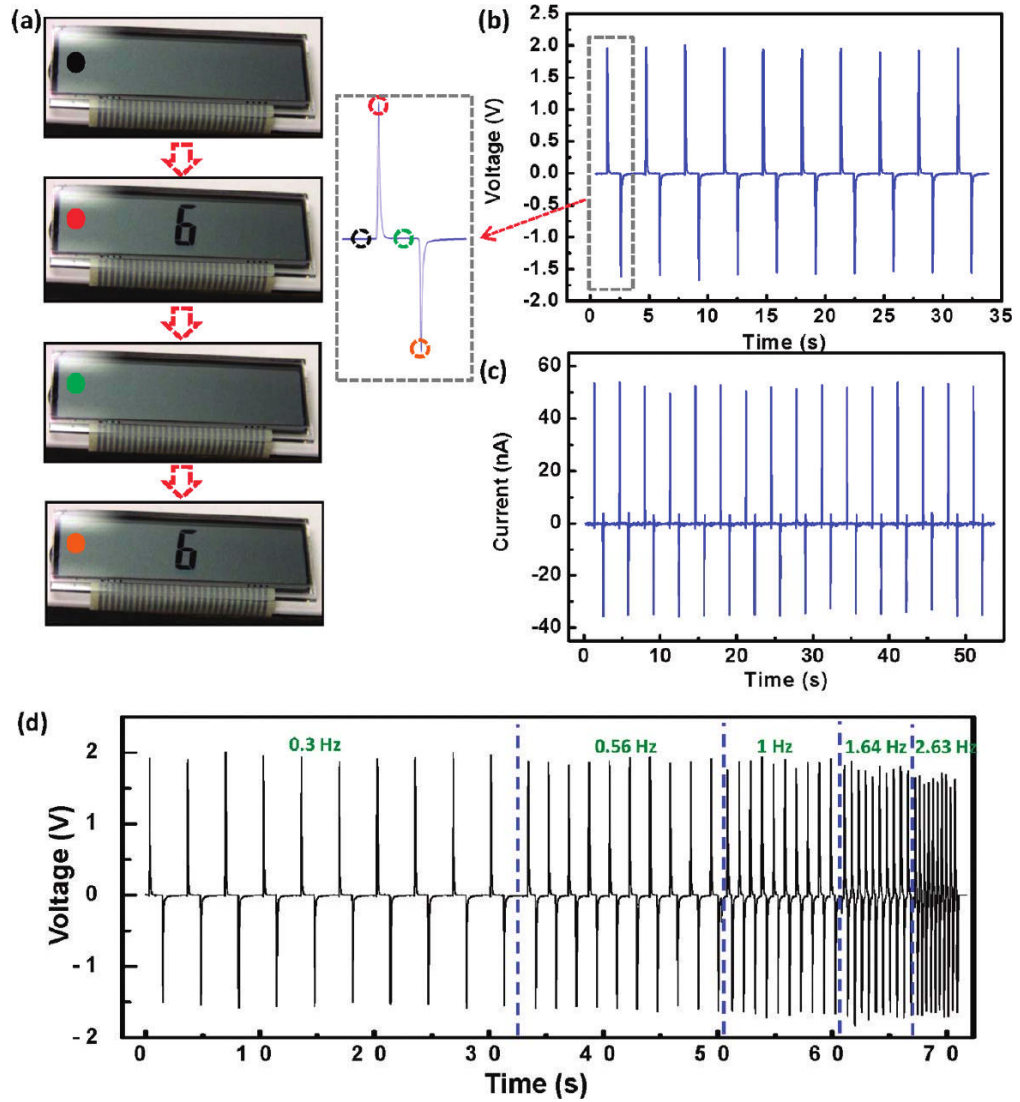 (a)
6
6
(b)
Voltage (V)
2.5
2.0
1.5
1.0
0.5
0.0
-0.5
-1.0
-1.5
2.0
0 5 10 15 20 25 30 35
Time (s)
(c)
Current (nA)
60
40
20
0
-20
-40
0 10 20 30 40 50
Time (s)
(d)
0.3 Hz 0.56 Hz 1 Hz 1.64 Hz 2.63 Hz
Voltage (V)
2
1
0
- 1
- 2
0 1 0 2 0 3 0 4 0 5 0 6 0 7 0
Time (s)